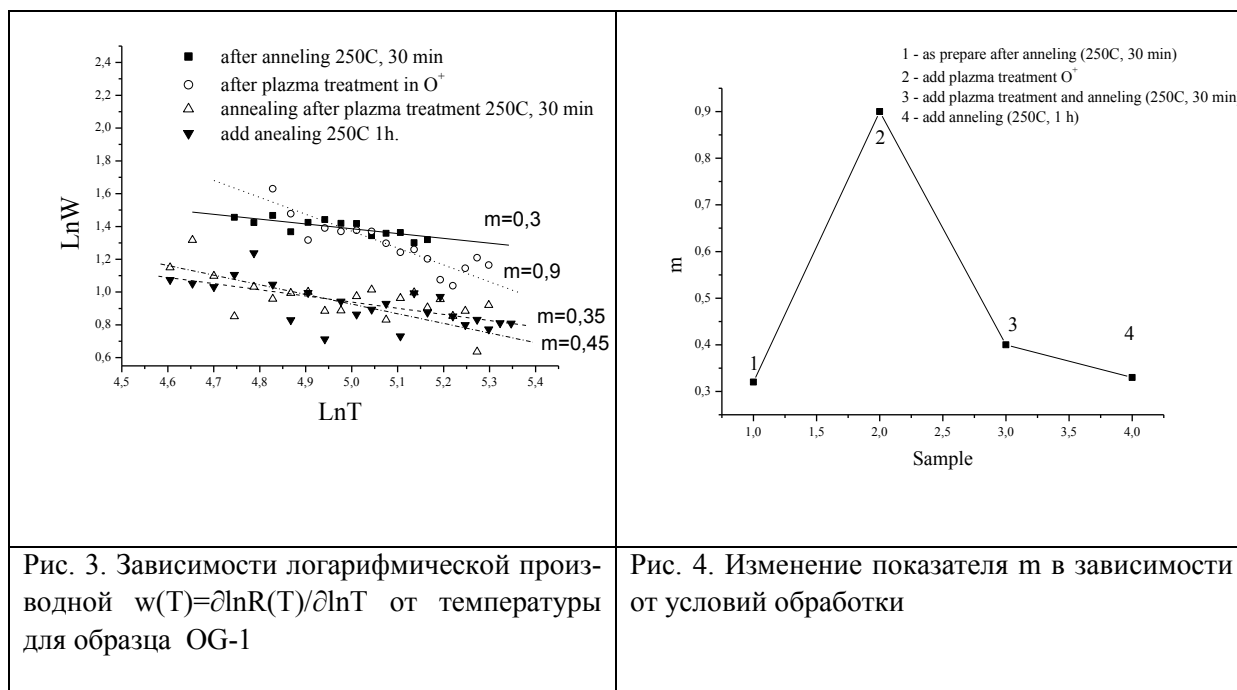 after anneling 250C, 30 min
after plazma treatment in O+
annealing after plazma treatment 250C, 30 min
add anealing 250C 1h.
2,4
2,2
2,0
1,8
1,6
1,4
1,2
1,0
0,8
0,6
LnW
m=0,3
m=0,9
m=0,35
m=0,45
4,5 4,6 4,7 4,8 4,9 5,0 5,1 5,2 5,3 5,4
LnT
1 - as prepare after anneling (250C, 30 min)
2 - add plazma treatment O+
3 - add plazma treatment and anneling (250C, 30 min
4 - add anneling (250C, 1 h)
0,9
0,8
0,7
0,6
0,5
0,4
0,3
m
1
2
3
4
1,0 1,5 2,0 2,5 3,0 3,5 4,0
Sample
Рис. 3. Зависимости логарифмической произ-
водной w(T)=∂lnR(T)/∂lnT от температуры
для образца OG-1
Рис. 4. Изменение показателя m в зависимости
от условий обработки